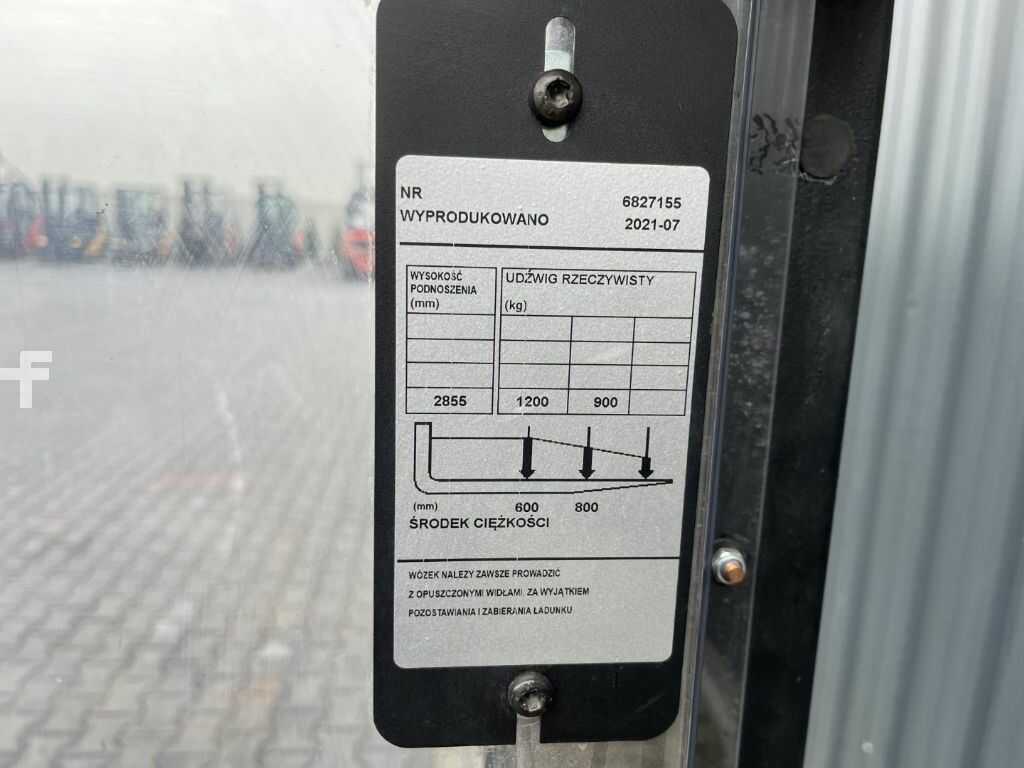 NR 6827155
WYPRODUKOWANO 2021-07
WYSOKOŚĆ PODNOSZENIA (mm)
UDŹWIG RZECZYWISTY (kg)
2855 1200 900
(mm) 600 800
ŚRODEK CIĘŻKOŚCI
WÓZEK NALEŻY ZAWSZE PROWADZIĆ
Z OPUSZCZONYMI WIDŁAMI, ZA WYJĄTKIEM
POZOSTAWIANIA I ZABIERANIA ŁADUNKU